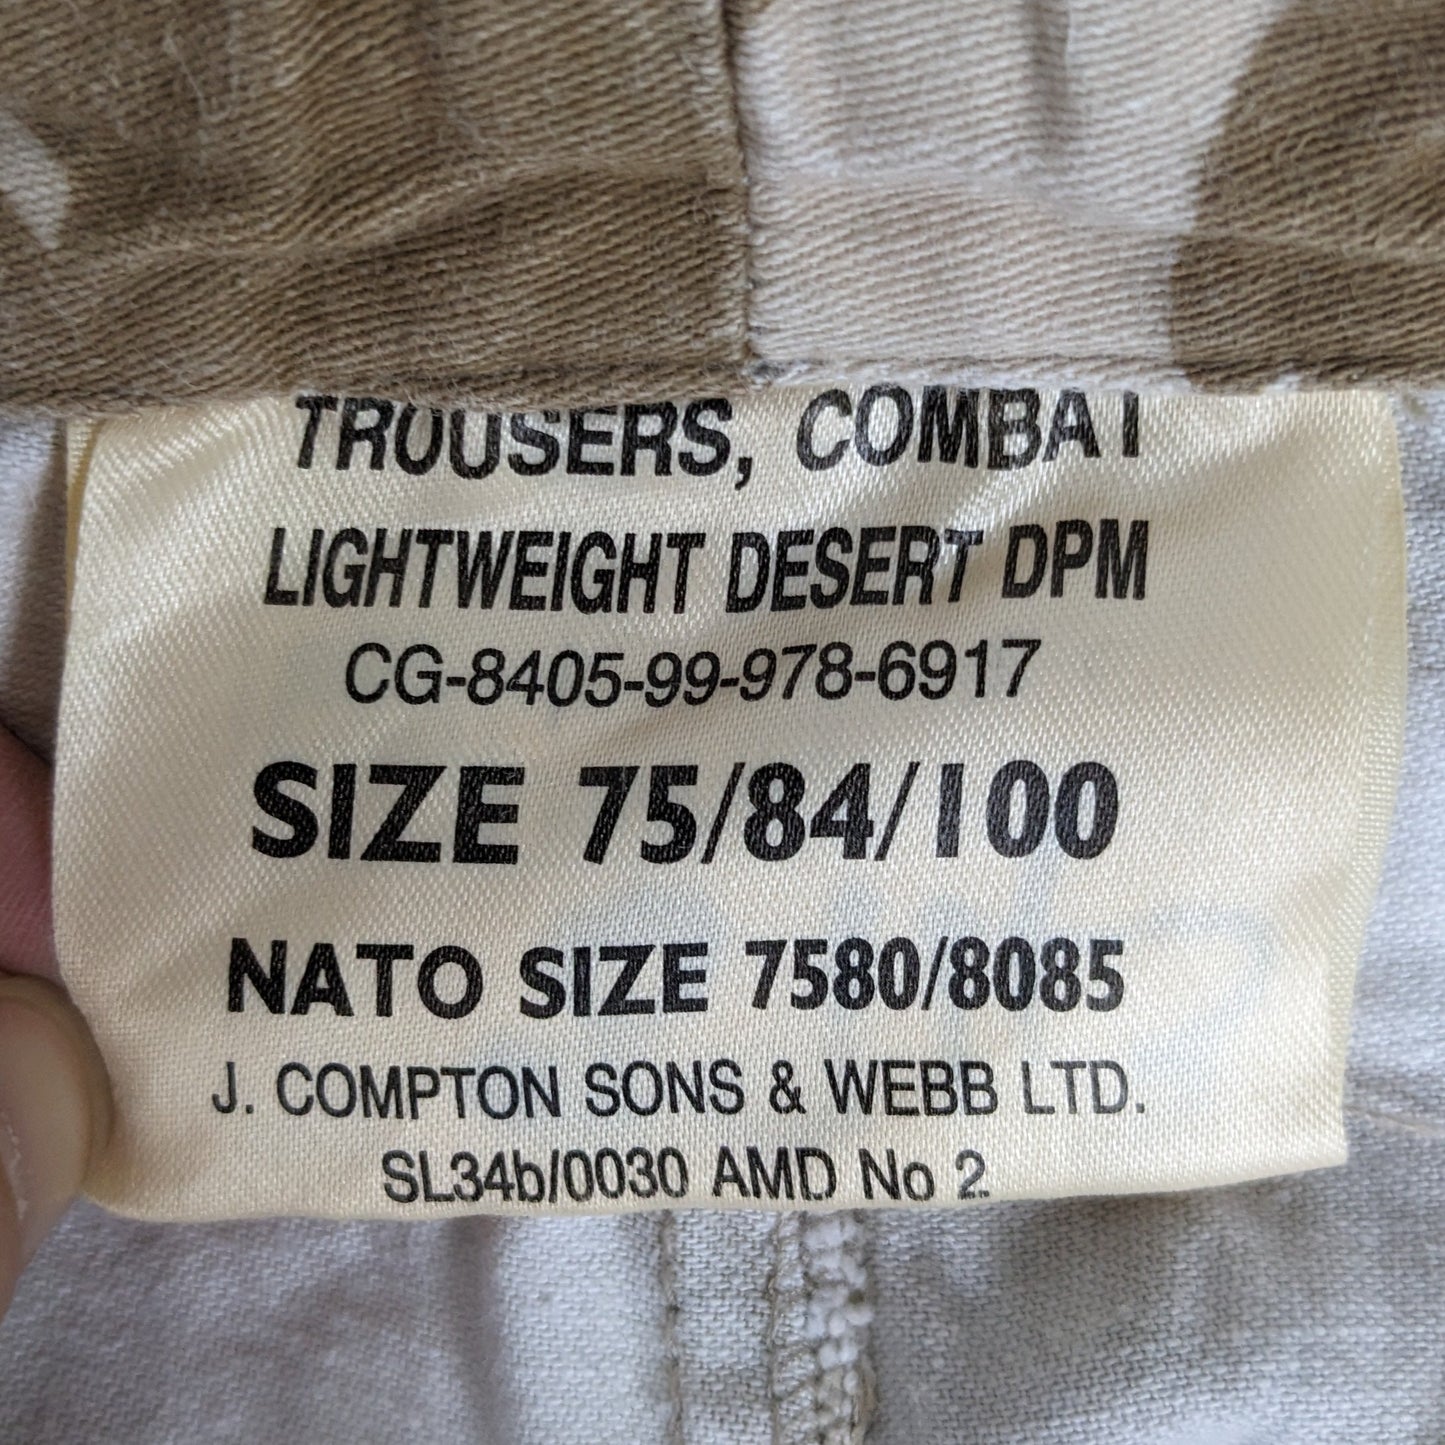 TROUSERS, COMBAT
LIGHTWEIGHT DESERT DPM
CG-8405-99-978-6917
SIZE 75/84/100
NATO SIZE 7580/8085
J. COMPTON SONS & WEBB LTD.
SL34b/0030 AMD No 2.